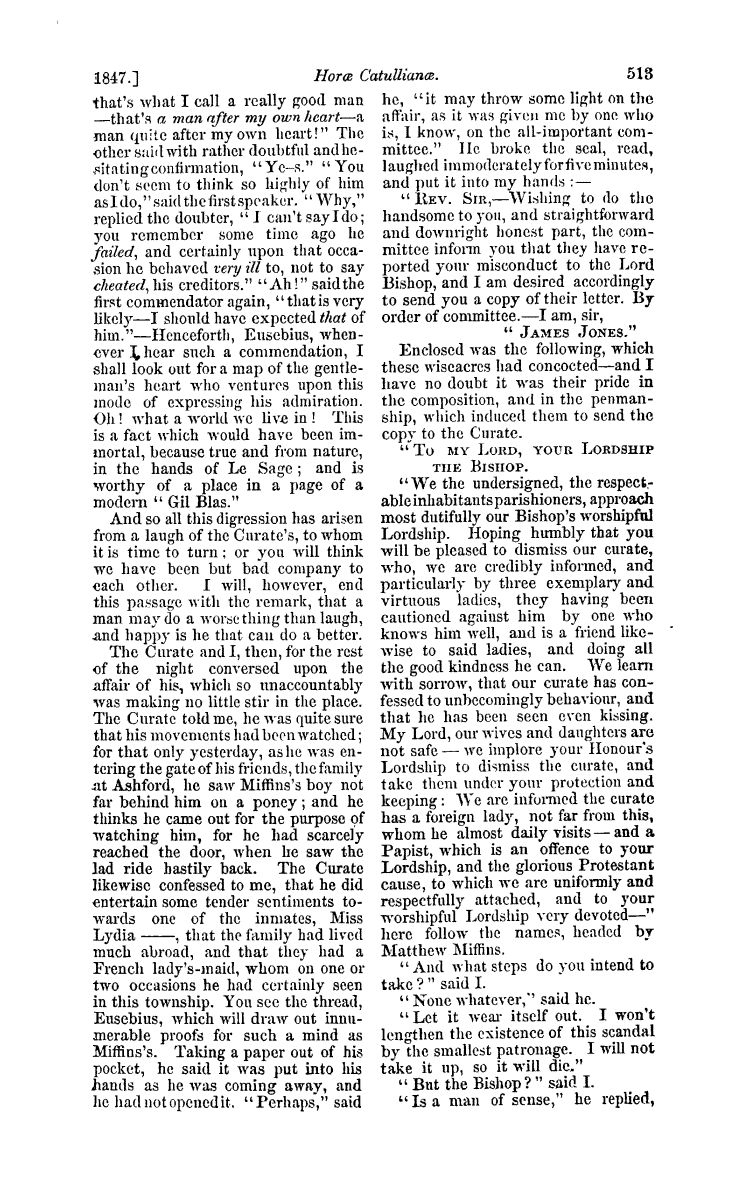 1847.] Horæ Catullianæ. 513
that's what I call a really good man
—that's a man after my own heart—a
man quite after my own heart!" The
other said with rather doubtful and he-
sitating confirmation, "Ye-s." "You
don't seem to think so highly of him
as I do," said the first speaker. "Why,"
replied the doubter, "I can't say I do;
you remember some time ago he
failed, and certainly upon that occa-
sion he behaved very ill to, not to say
cheated, his creditors." "Ah!" said the
first commendator again, "that is very
likely—I should have expected that of
him."—Henceforth, Eusebius, when-
ever I hear such a commendation, I
shall look out for a map of the gentle-
man's heart who ventures upon this
mode of expressing his admiration.
Oh! what a world we live in! This
is a fact which would have been im-
mortal, because true and from nature,
in the hands of Le Sage; and is
worthy of a place in a page of a
modern "Gil Blas."
And so all this digression has arisen
from a laugh of the Curate's, to whom
it is time to turn; or you will think
we have been but bad company to
each other. I will, however, end
this passage with the remark, that a
man may do a worse thing than laugh,
and happy is he that can do a better.
The Curate and I, then, for the rest
of the night conversed upon the
affair of his, which so unaccountably
was making no little stir in the place.
The Curate told me, he was quite sure
that his movements had been watched;
for that only yesterday, as he was en-
tering the gate of his friends, the family
at Ashford, he saw Miffins's boy not
far behind him on a poney; and he
thinks he came out for the purpose of
watching him, for he had scarcely
reached the door, when he saw the
lad ride hastily back. The Curate
likewise confessed to me, that he did
entertain some tender sentiments to-
wards one of the inmates, Miss
Lydia ——, that the family had lived
much abroad, and that they had a
French lady's-maid, whom on one or
two occasions he had certainly seen
in this township. You see the thread,
Eusebius, which will draw out innu-
merable proofs for such a mind as
Miffins's. Taking a paper out of his
pocket, he said it was put into his
hands as he was coming away, and
he had not opened it. "Perhaps," said
he, "it may throw some light on the
affair, as it was given me by one who
is, I know, on the all-important com-
mittee." He broke the seal, read,
laughed immoderately for five minutes,
and put it into my hands:—
"REV. SIR,—Wishing to do the
handsome to you, and straightforward
and downright honest part, the com-
mittee inform you that they have re-
ported your misconduct to the Lord
Bishop, and I am desired accordingly
to send you a copy of their letter. By
order of committee.—I am, sir,
"JAMES JONES."
Enclosed was the following, which
these wiseacres had concocted—and I
have no doubt it was their pride in
the composition, and in the penman-
ship, which induced them to send the
copy to the Curate.
"TO MY LORD, YOUR LORDSHIP
THE BISHOP.
"We the undersigned, the respect-
able inhabitants parishioners, approach
most dutifully our Bishop's worshipful
Lordship. Hoping humbly that you
will be pleased to dismiss our curate,
who, we are credibly informed, and
particularly by three exemplary and
virtuous ladies, they having been
cautioned against him by one who
knows him well, and is a friend like-
wise to said ladies, and doing all
the good kindness he can. We learn
with sorrow, that our curate has con-
fessed to unbecomingly behaviour, and
that he has been seen even kissing.
My Lord, our wives and daughters are
not safe — we implore your Honour's
Lordship to dismiss the curate, and
take them under your protection and
keeping: We are informed the curate
has a foreign lady, not far from this,
whom he almost daily visits—and a
Papist, which is an offence to your
Lordship, and the glorious Protestant
cause, to which we are uniformly and
respectfully attached, and to your
worshipful Lordship very devoted—"
here follow the names, headed by
Matthew Miffins.
"And what steps do you intend to
take?" said I.
"None whatever," said he.
"Let it wear itself out. I won't
lengthen the existence of this scandal
by the smallest patronage. I will not
take it up, so it will die."
"But the Bishop?" said I.
"Is a man of sense," he replied,